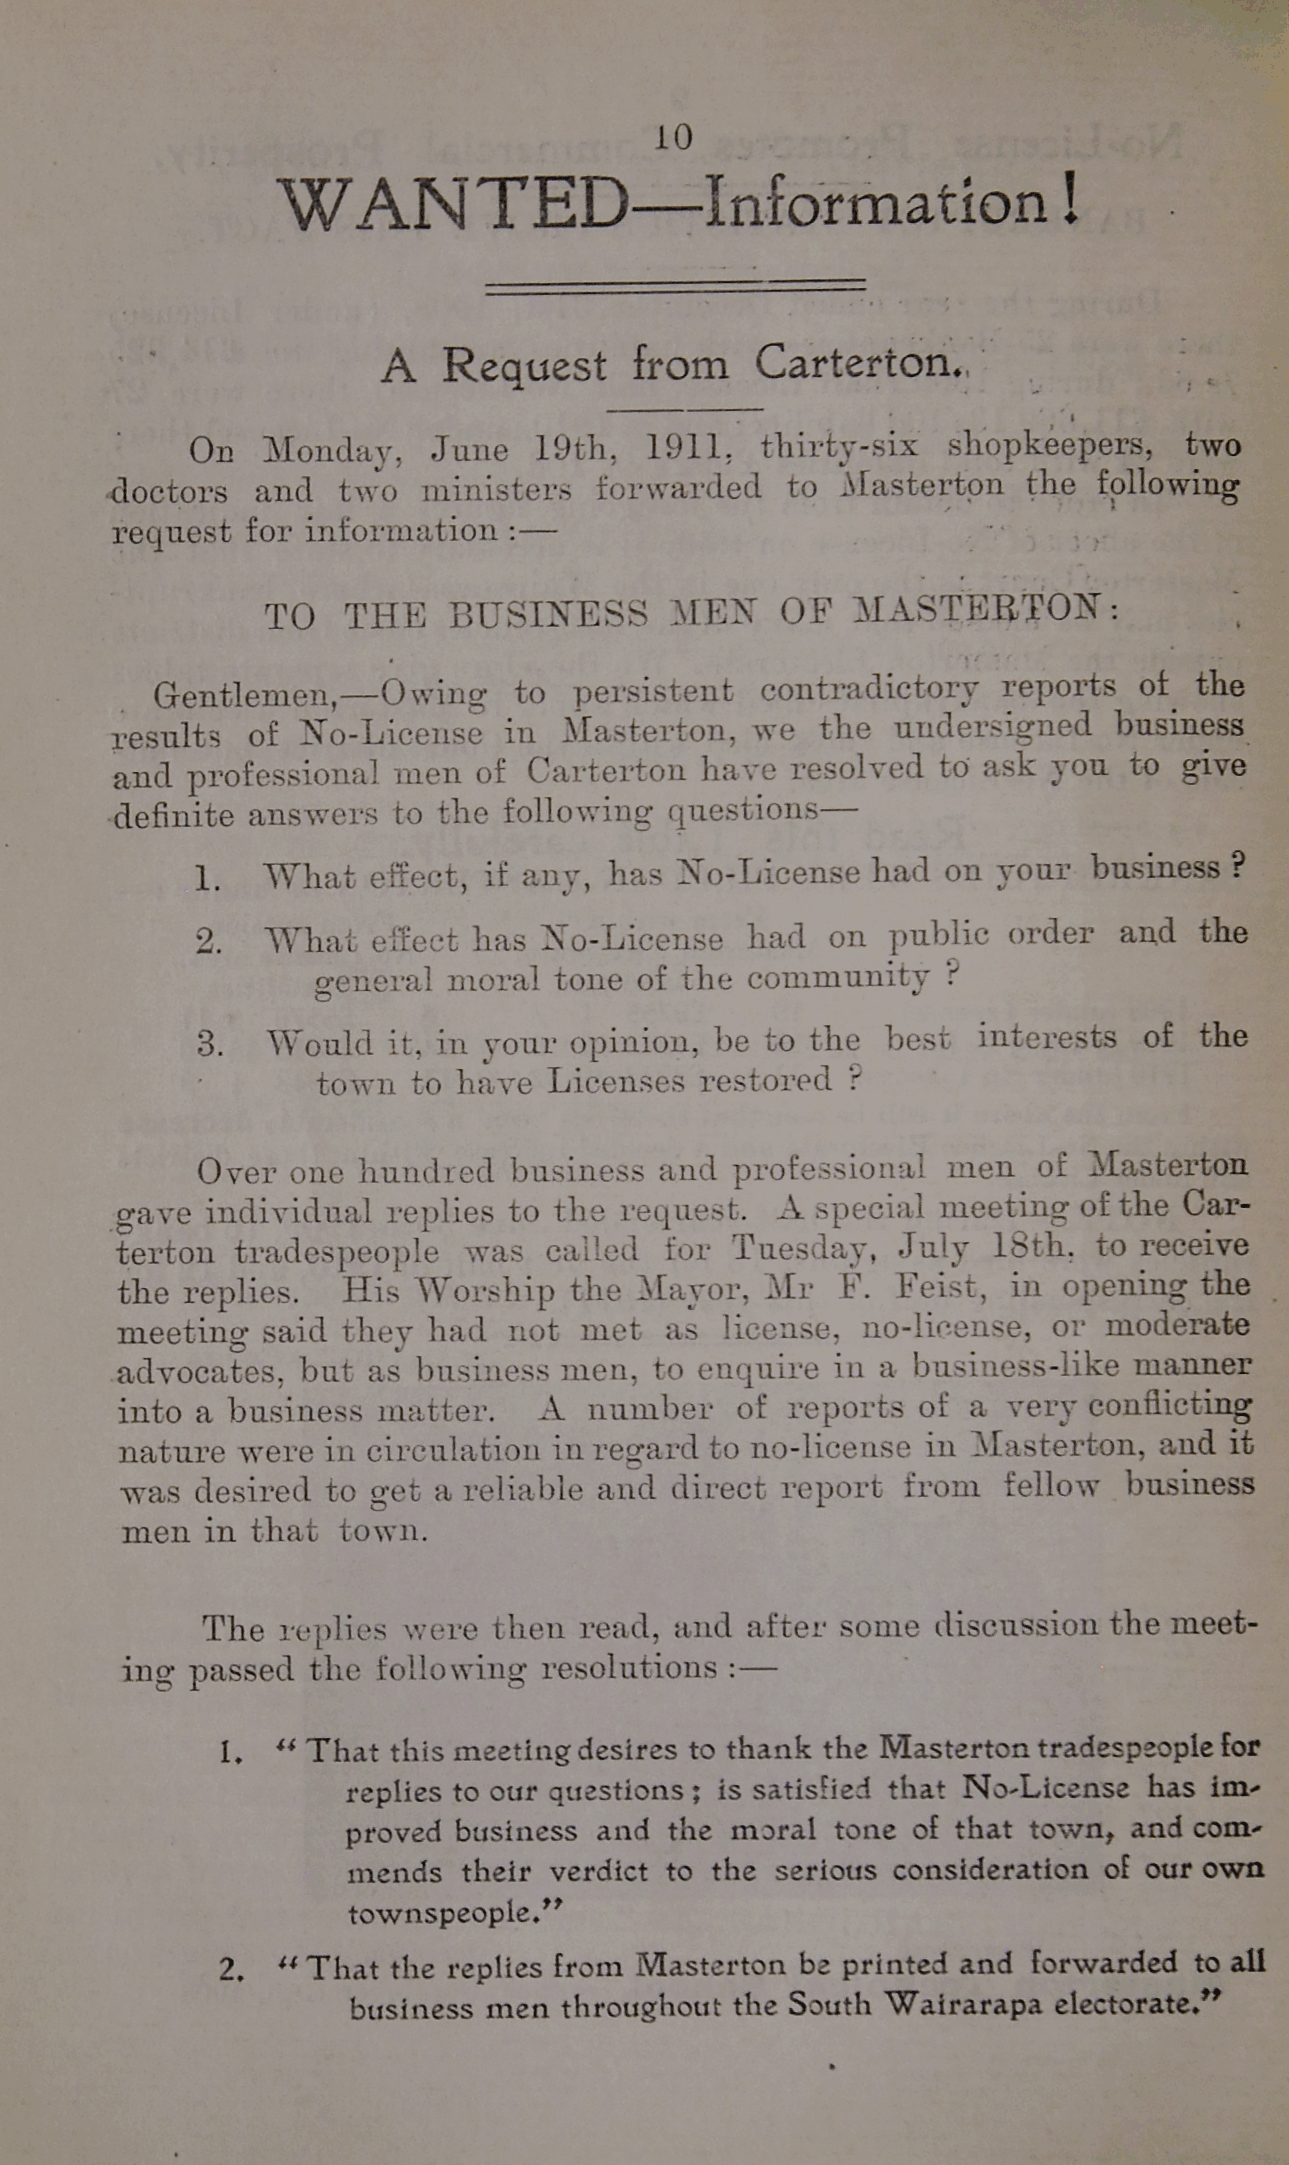 10
WANTED—Information!
A Request from Carterton.
On Monday, June 19th, 1911, thirty-six shopkeepers, two
doctors and two ministers forwarded to Masterton the following
request for information :—
TO THE BUSINESS MEN OF MASTERTON:
Gentlemen,—Owing to persistent contradictory reports of the
results of No-License in Masterton, we the undersigned business
and professional men of Carterton have resolved to ask you to give
definite answers to the following questions—
1. What effect, if any, has No-License had on your business ?
2. What effect has No-License had on public order and the
general moral tone of the community ?
3. Would it, in your opinion, be to the best interests of the
town to have Licenses restored ?
Over one hundred business and professional men of Masterton
gave individual replies to the request. A special meeting of the Car-
terton tradespeople was called for Tuesday, July 18th, to receive
the replies. His Worship the Mayor, Mr F. Feist, in opening the
meeting said they had not met as license, no-license, or moderate
advocates, but as business men, to enquire in a business-like manner
into a business matter. A number of reports of a very conflicting
nature were in circulation in regard to no-license in Masterton, and it
was desired to get a reliable and direct report from fellow business
men in that town.
The replies were then read, and after some discussion the meet-
ing passed the following resolutions :—
1. "That this meeting desires to thank the Masterton tradespeople for
replies to our questions; is satisfied that No-License has im-
proved business and the moral tone of that town, and com-
mends their verdict to the serious consideration of our own
townspeople."
2. "That the replies from Masterton be printed and forwarded to all
business men throughout the South Wairarapa electorate."